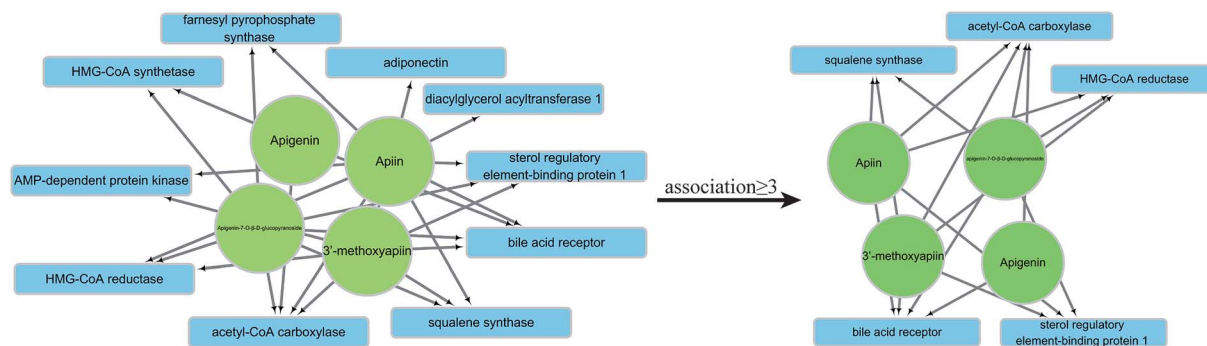 farnesyl pyrophosphate
synthase
HMG-CoA synthetase
adiponectin
diacylglycerol acyltransferase 1
Apigenin
Apiin
AMP-dependent protein kinase
sterol regulatory
element-binding protein 1
Apigenin-7-O-β-D-glucopyranoside
3'-methoxyapiin
bile acid receptor
HMG-CoA reductase
acetyl-CoA carboxylase
squalene synthase
association≥3
acetyl-CoA carboxylase
squalene synthase
HMG-CoA reductase
Apiin
apigenin-7-O-β-D-glucopyranoside
3'-methoxyapiin
Apigenin
bile acid receptor
sterol regulatory
element-binding protein 1